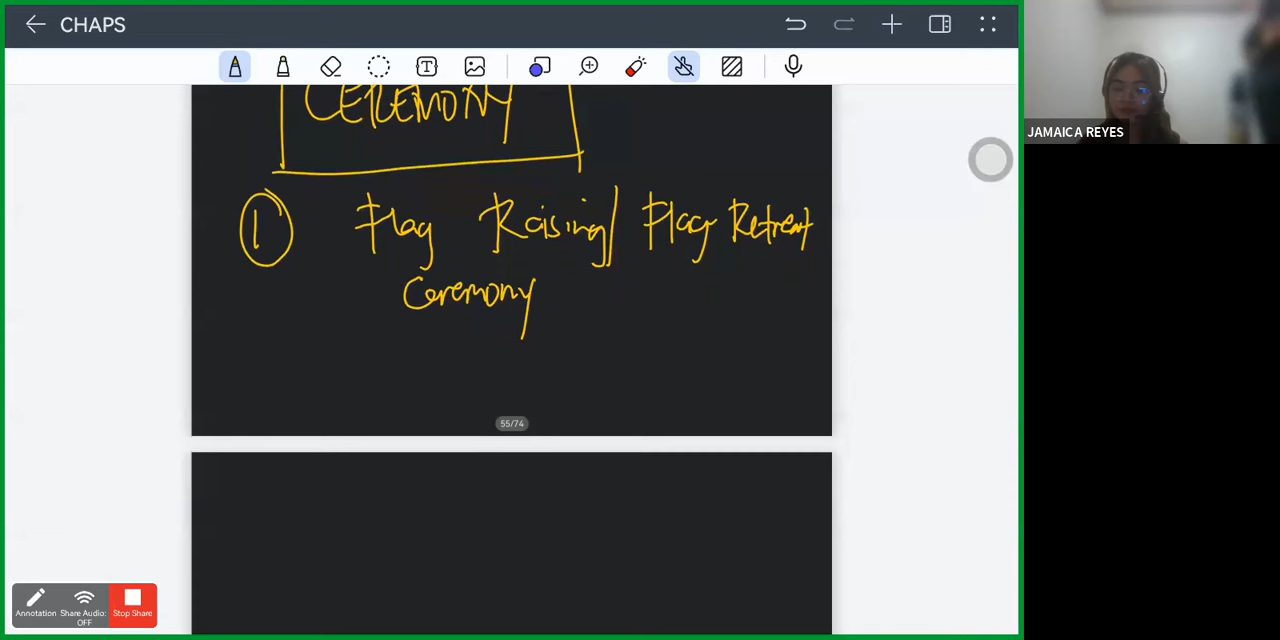 CHAPS
CEREMONY
1 Flag Raising/ Flag Retreat
Ceremony
55/74
JAMAICA REYES
Annotation Share Audio: OFF Stop Share